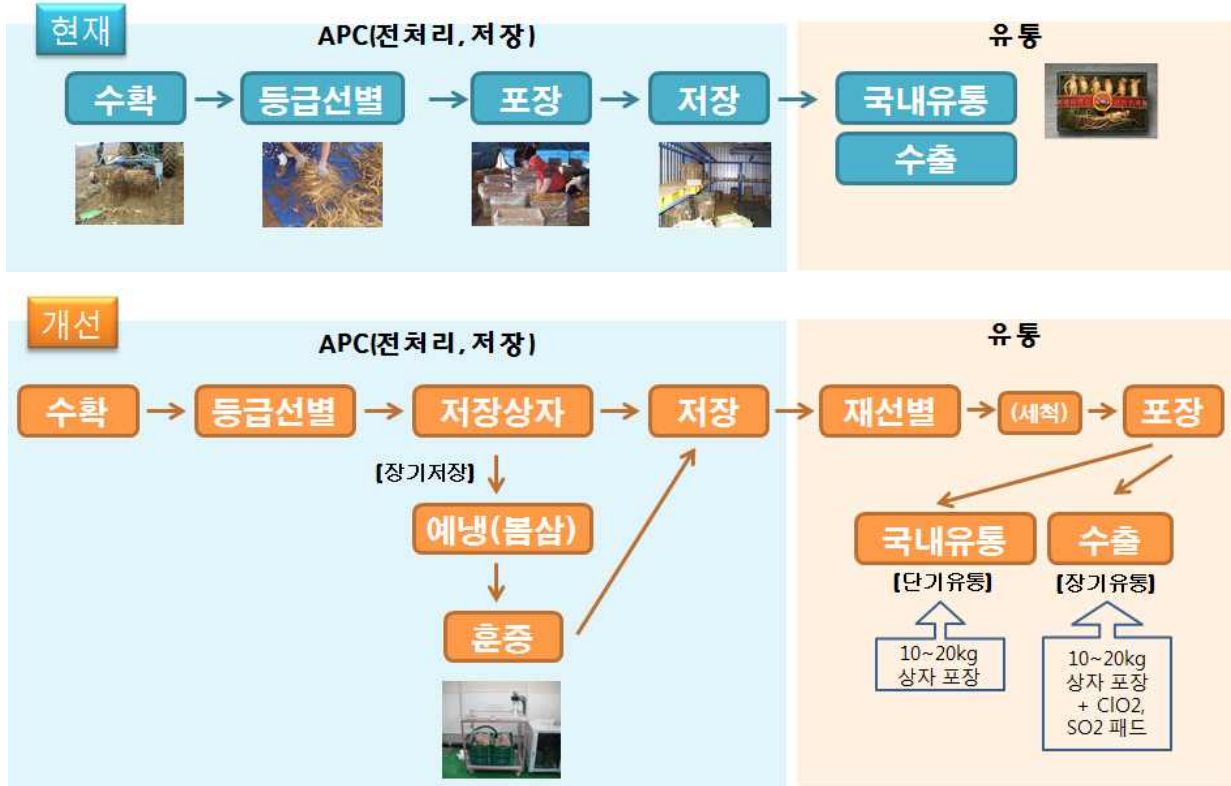 현재
APC(전처리, 저장)
유통
수확
등급선별
포장
저장
국내유통
수출
개선
APC(전처리, 저장)
유통
수확
등급선별
저장상자
저장
재선별
(세척)
포장
[장기저장]
예냉(봄삼)
훈증
국내유통
수출
[단기유통]
[장기유통]
10~20kg
상자 포장
10~20kg
상자 포장
+ ClO2,
SO2 패드